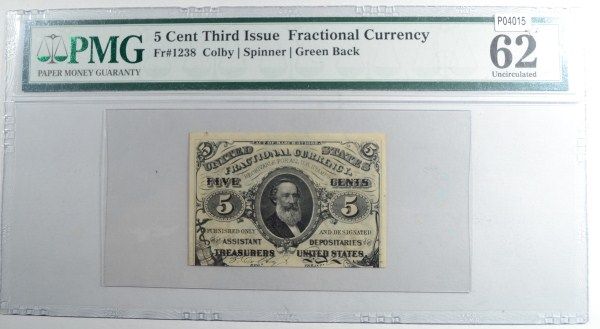 PMG
PAPER MONEY GUARANTY
5 Cent Third Issue Fractional Currency
Fr#1238 Colby | Spinner | Green Back
P04015
62
Uncirculated
5 5
UNITED STATES
FRACTIONAL CURRENCY.
FIVE CENTS
5 5
FURNISHED ONLY AND DESIGNATED
ASSISTANT DEPOSITARIES
TREASURERS UNITED STATES.